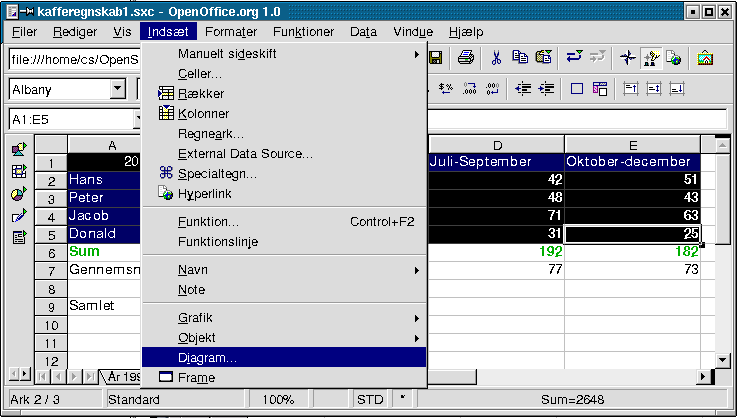 kafferegnskab1.sxc - OpenOffice.org 1.0
Filer Rediger Vis Indsæt Formater Funktioner Data Vindue Hjælp
file:///home/cs/OpenS
Albany
A1:E5
Manuelt sideskift
Celler...
Rækker
Kolonner
Regneark...
External Data Source...
Specialtegn...
Hyperlink
Funktion... Control+F2
Funktionslinje
Navn
Note
Grafik
Objekt
Diagram...
Frame
A D E
1 20 Juli-September Oktober-december
2 Hans 42 51
3 Peter 48 43
4 Jacob 71 63
5 Donald 31 25
6 Sum 192 182
7 Gennemsn 77 73
8
9 Samlet
10
11
12
År 199
Ark 2 / 3 Standard 100% STD * Sum=2648